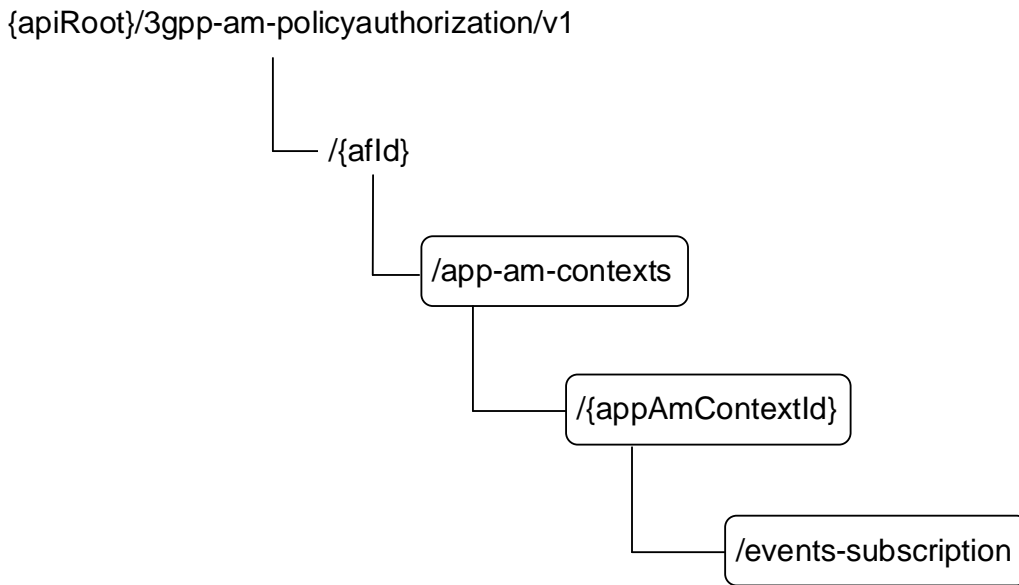 {apiRoot}/3gpp-am-policyauthorization/v1
/{afId}
/app-am-contexts
/{appAmContextId}
/events-subscription